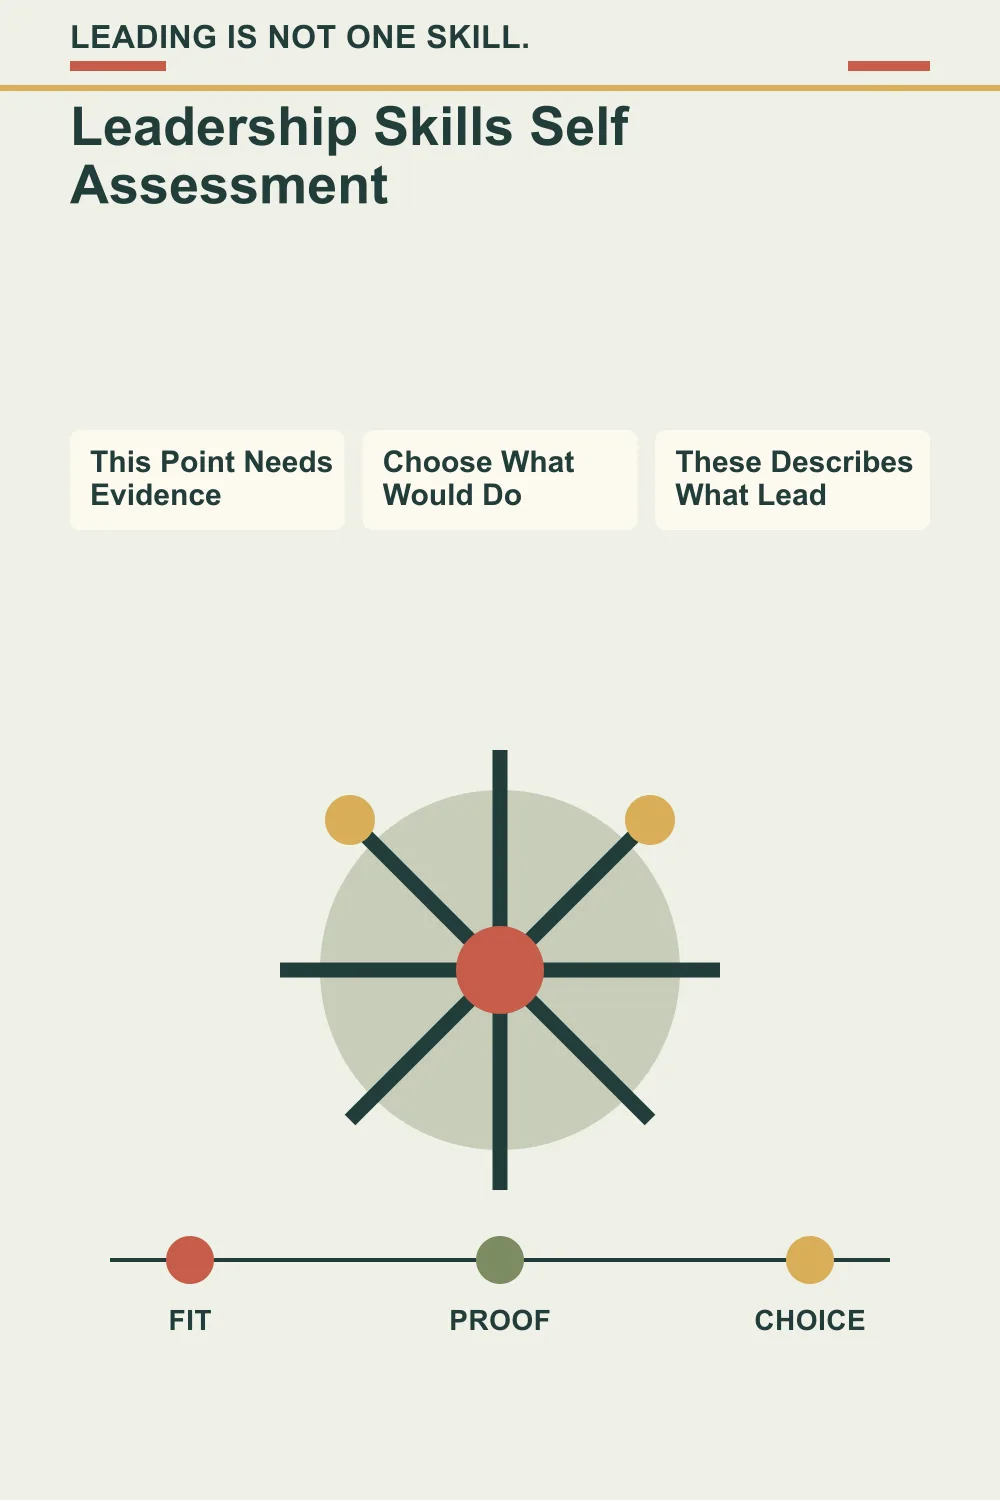 LEADING IS NOT ONE SKILL.
Leadership Skills Self
Assessment
This Point Needs
Evidence
Choose What
Would Do
These Describes
What Lead
FIT
PROOF
CHOICE